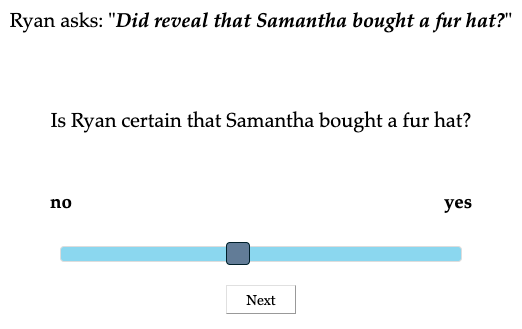 Ryan asks: "Did reveal that Samantha bought a fur hat?"
Is Ryan certain that Samantha bought a fur hat?
no yes
Next